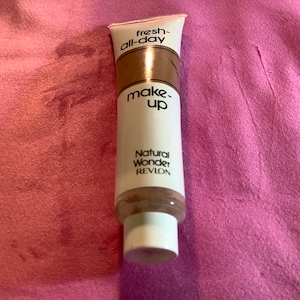 fresh-
all-day
make-
up
Natural
Wonder
REVLON